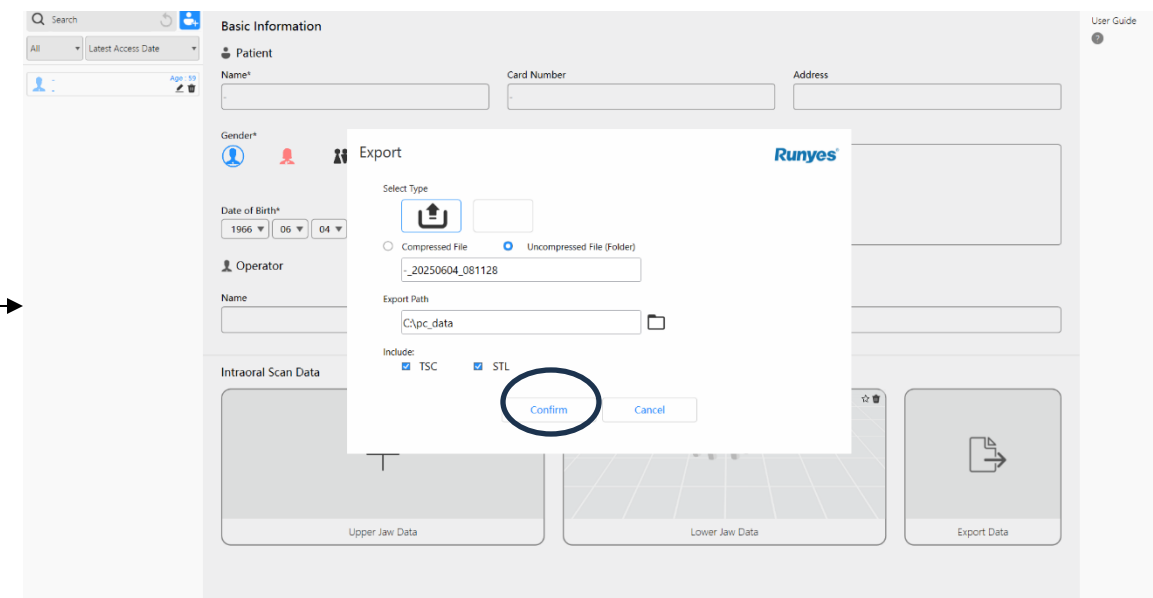 Search
All
Latest Access Date
-
-
Age : 59
Basic Information
Patient
Name*
Card Number
Address
-
-
Gender*
Date of Birth*
1966
06
04
Operator
Name
Intraoral Scan Data
Upper Jaw Data
Lower Jaw Data
Export Data
Export
Runyes®
Select Type
Compressed File
Uncompressed File (Folder)
-_20250604_081128
Export Path
C:\pc_data
Include:
TSC
STL
Confirm
Cancel
User Guide
?